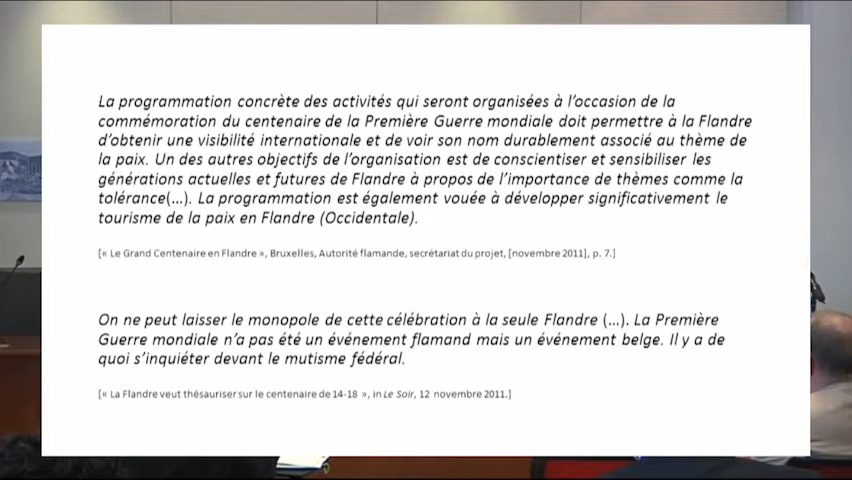 La programmation concrète des activités qui seront organisées à l’occasion de la
commémoration du centenaire de la Première Guerre mondiale doit permettre à la Flandre
d’obtenir une visibilité internationale et de voir son nom durablement associé au thème de
la paix. Un des autres objectifs de l’organisation est de conscientiser et sensibiliser les
générations actuelles et futures de Flandre à propos de l’importance de thèmes comme la
tolérance(…). La programmation est également vouée à développer significativement le
tourisme de la paix en Flandre (Occidentale).
[« Le Grand Centenaire en Flandre », Bruxelles, Autorité flamande, secrétariat du projet, [novembre 2011], p. 7.]
On ne peut laisser le monopole de cette célébration à la seule Flandre (…). La Première
Guerre mondiale n’a pas été un événement flamand mais un événement belge. Il y a de
quoi s’inquiéter devant le mutisme fédéral.
[« La Flandre veut thésauriser sur le centenaire de 14-18 », in Le Soir, 12 novembre 2011.]